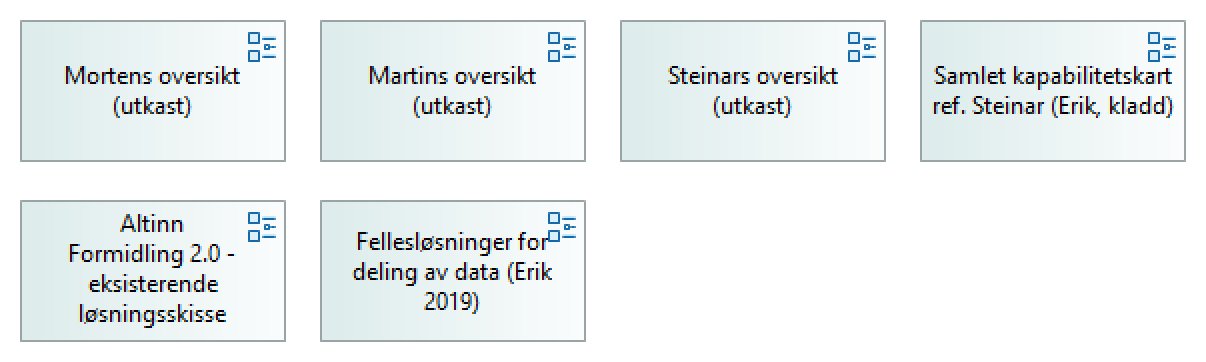 Mortens oversikt
(utkast)
Martins oversikt
(utkast)
Steinars oversikt
(utkast)
Samlet kapabilitetskart
ref. Steinar (Erik, kladd)
Altinn
Formidling 2.0 -
eksisterende
løsningsskisse
Fellesløsninger for
deling av data (Erik
2019)